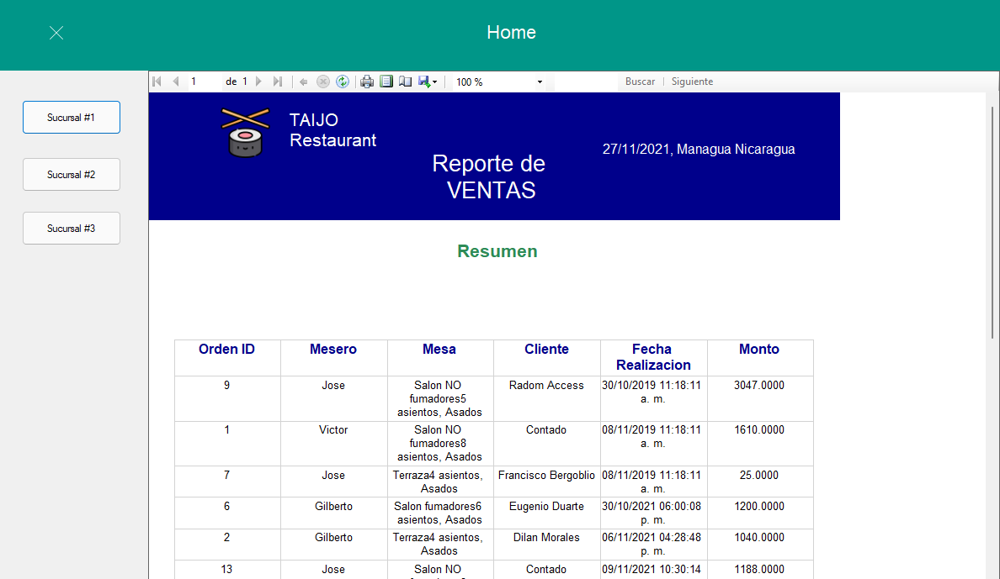 Home
1 de 1 100 % Buscar Siguiente
Sucursal #1
Sucursal #2
Sucursal #3
TAIJO
Restaurant
Reporte de
VENTAS
27/11/2021, Managua Nicaragua
Resumen
Orden ID Mesero Mesa Cliente Fecha
Realizacion Monto
9 Jose Salon NO
fumadores5
asientos, Asados Radom Access 30/10/2019 11:18:11
a. m. 3047.0000
1 Victor Salon NO
fumadores8
asientos, Asados Contado 08/11/2019 11:18:11
a. m. 1610.0000
7 Jose Terraza4 asientos,
Asados Francisco Bergoblio 08/11/2019 11:18:11
a. m. 25.0000
6 Gilberto Salon fumadores6
asientos, Asados Eugenio Duarte 30/10/2021 06:00:08
p. m. 1200.0000
2 Gilberto Terraza4 asientos,
Asados Dilan Morales 06/11/2021 04:28:48
p. m. 1040.0000
13 Jose Salon NO Contado 09/11/2021 10:30:14 1188.0000